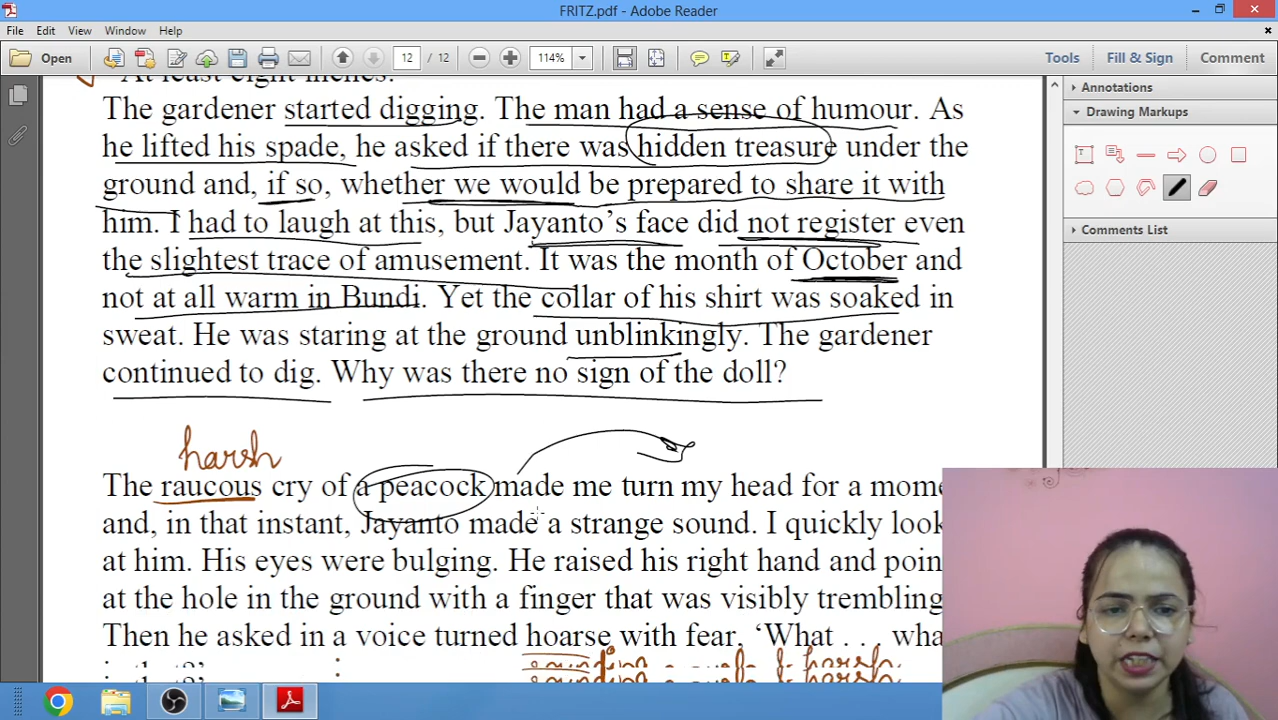 FRITZ.pdf - Adobe Reader
File Edit View Window Help
Open 12 / 12 114% Tools Fill & Sign Comment
Annotations
Drawing Markups
Comments List
At least eight inches.
The gardener started digging. The man had a sense of humour. As
he lifted his spade, he asked if there was hidden treasure under the
ground and, if so, whether we would be prepared to share it with
him. I had to laugh at this, but Jayanto’s face did not register even
the slightest trace of amusement. It was the month of October and
not at all warm in Bundi. Yet the collar of his shirt was soaked in
sweat. He was staring at the ground unblinkingly. The gardener
continued to dig. Why was there no sign of the doll?
harsh
The raucous cry of a peacock made me turn my head for a mome
and, in that instant, Jayanto made a strange sound. I quickly look
at him. His eyes were bulging. He raised his right hand and poin
at the hole in the ground with a finger that was visibly trembling
Then he asked in a voice turned hoarse with fear, ‘What . . . wha
is that?’
sounding & harsh